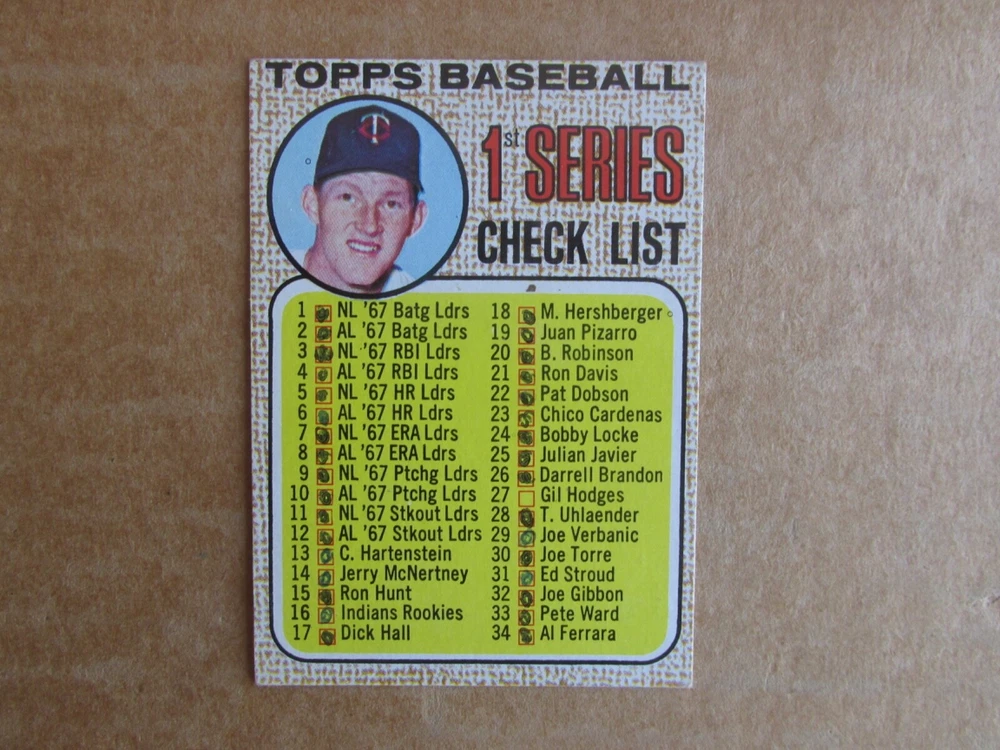 TOPPS BASEBALL
TC
1st SERIES
CHECK LIST
1 NL '67 Batg Ldrs
2 AL '67 Batg Ldrs
3 NL '67 RBI Ldrs
4 AL '67 RBI Ldrs
5 NL '67 HR Ldrs
6 AL '67 HR Ldrs
7 NL '67 ERA Ldrs
8 AL '67 ERA Ldrs
9 NL '67 Ptchg Ldrs
10 AL '67 Ptchg Ldrs
11 NL '67 Stkout Ldrs
12 AL '67 Stkout Ldrs
13 C. Hartenstein
14 Jerry McNertney
15 Ron Hunt
16 Indians Rookies
17 Dick Hall
18 M. Hershberger
19 Juan Pizarro
20 B. Robinson
21 Ron Davis
22 Pat Dobson
23 Chico Cardenas
24 Bobby Locke
25 Julian Javier
26 Darrell Brandon
27 Gil Hodges
28 T. Uhlaender
29 Joe Verbanic
30 Joe Torre
31 Ed Stroud
32 Joe Gibbon
33 Pete Ward
34 Al Ferrara